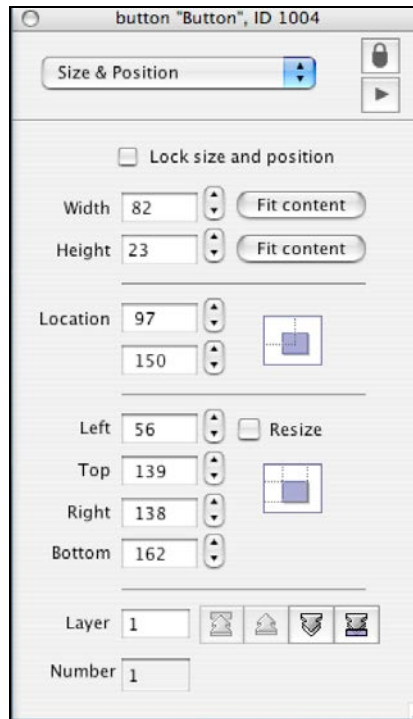 button "Button", ID 1004
Size & Position
Lock size and position
Width 82 Fit content
Height 23 Fit content
Location 97
150
Left 56 Resize
Top 139
Right 138
Bottom 162
Layer 1
Number 1